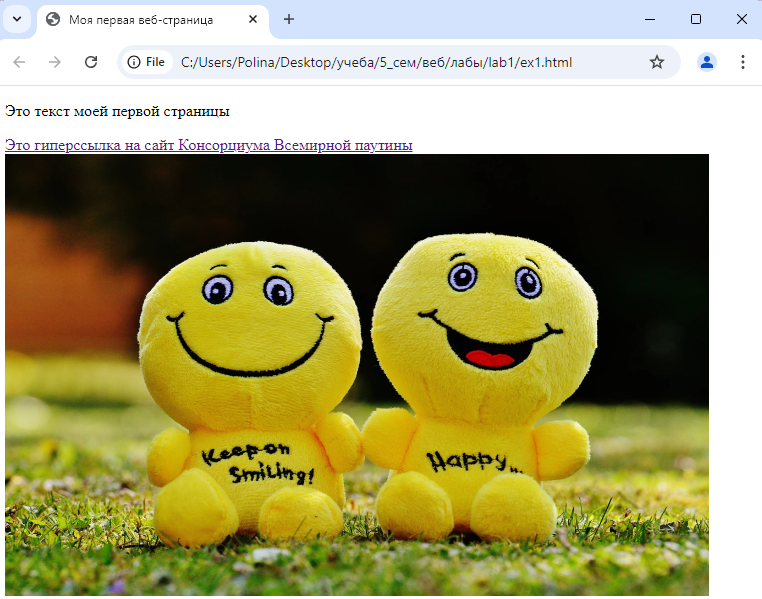 Моя первая веб-страница
File
C:/Users/Polina/Desktop/учеба/5_сем/веб/лабы/lab1/ex1.html
Это текст моей первой страницы
Это гиперссылка на сайт Консорциума Всемирной паутины
Keep on
Smiling!
Happy...